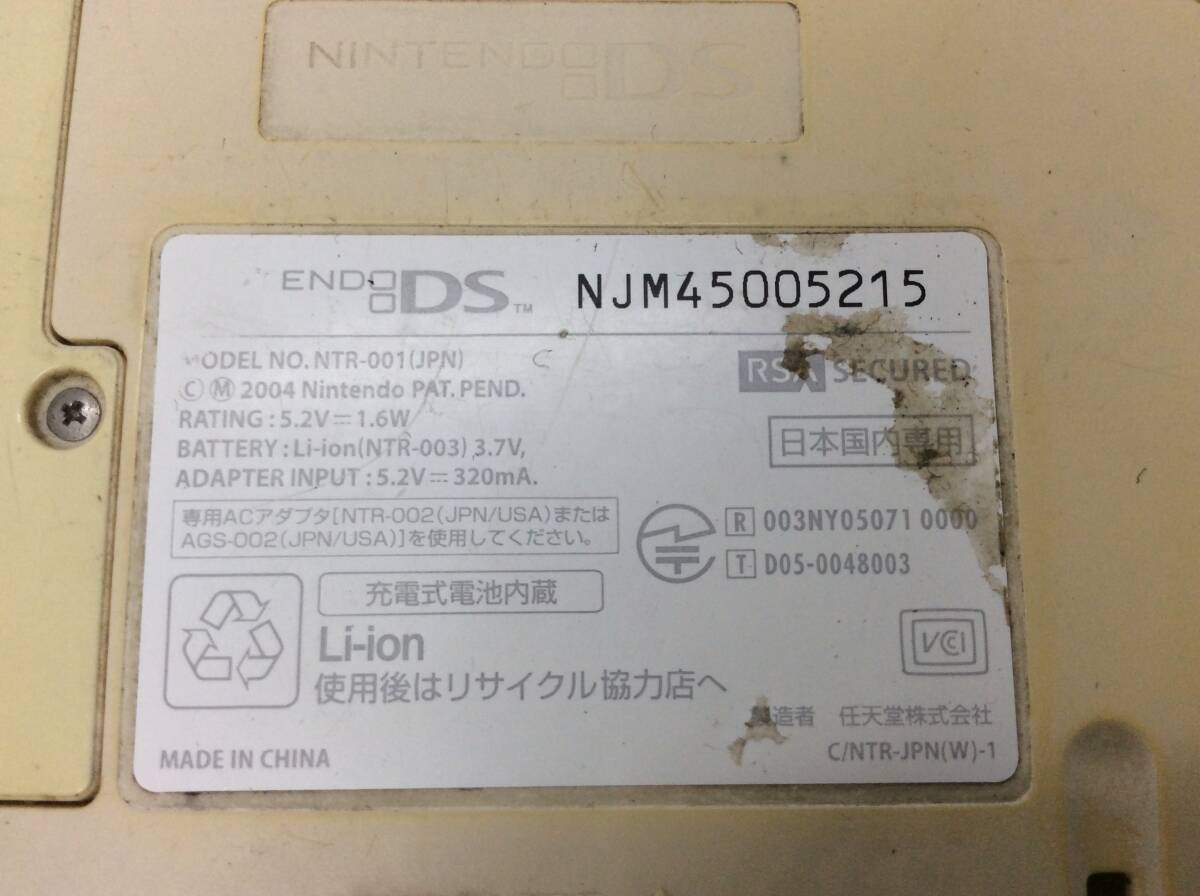 NINTENDO DS
ENDO DS™ NJM45005215
MODEL NO. NTR-001(JPN)
Ⓒ Ⓜ 2004 Nintendo PAT. PEND.
RATING : 5.2V⎓1.6W
BATTERY : Li-ion(NTR-003) 3.7V,
ADAPTER INPUT : 5.2V⎓320mA.
専用ACアダプタ[NTR-002(JPN/USA)または
AGS-002(JPN/USA)]を使用してください。
RSA SECURED
日本国内専用
R 003NY05071 0000
T D05-0048003
充電式電池内蔵
Li-ion
使用後はリサイクル協力店へ
VCI
製造者 任天堂株式会社
MADE IN CHINA
C/NTR-JPN(W)-1